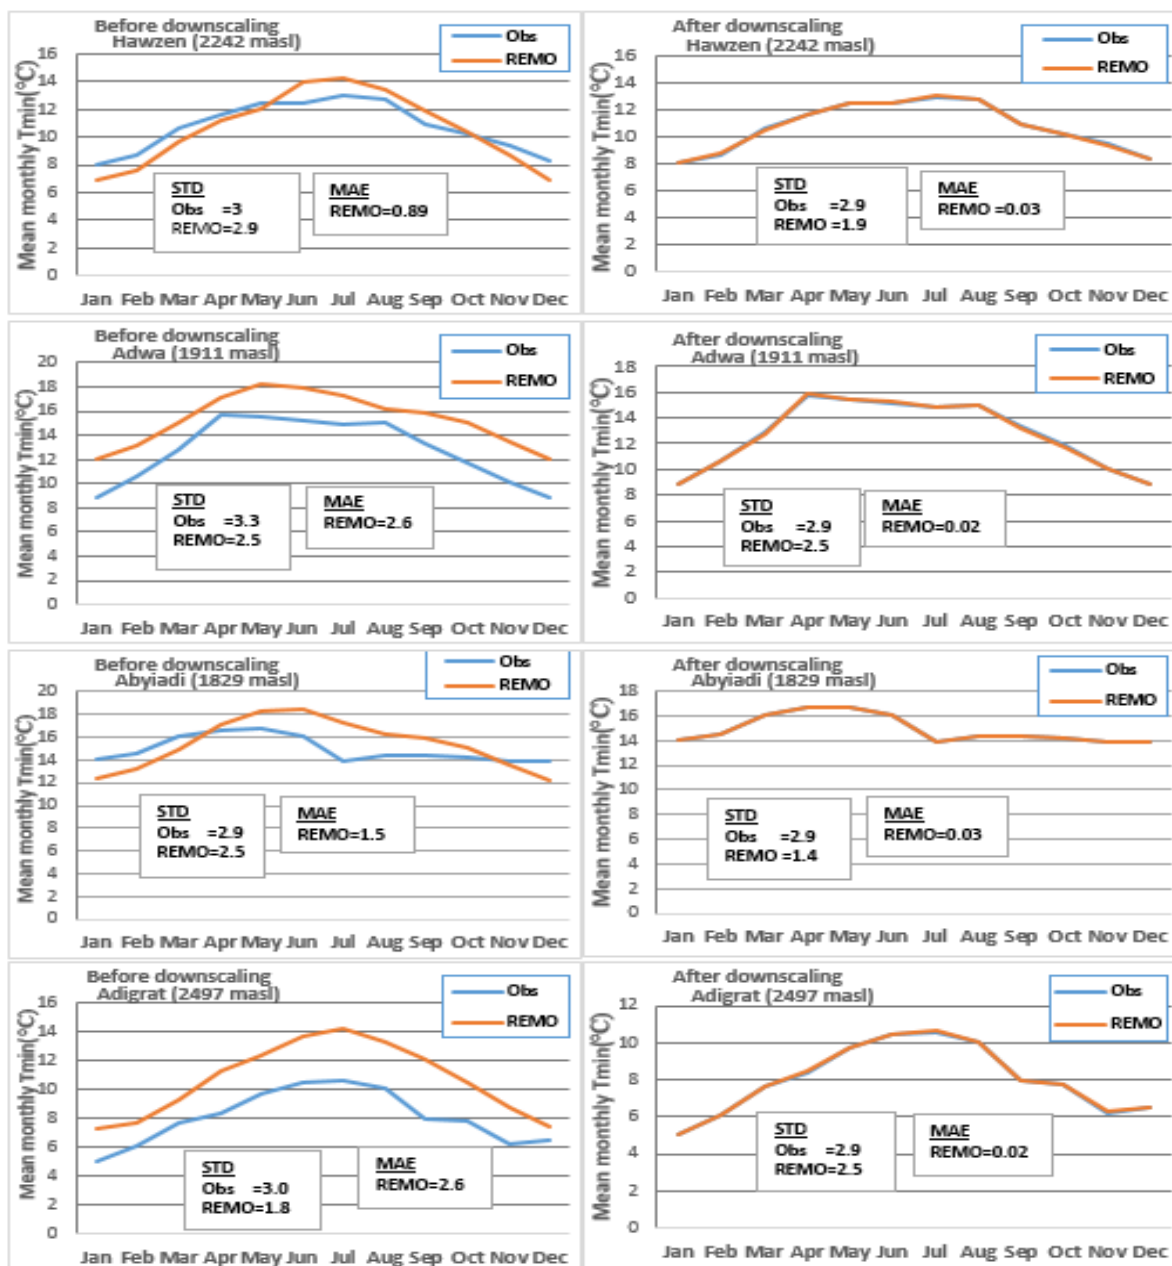 Before downscaling
Hawzen (2242 masl)
Obs
REMO
Mean monthly Tmin(°C)
16
14
12
10
8
6
4
2
0
STD
Obs =3
REMO=2.9
MAE
REMO=0.89
Jan Feb Mar Apr May Jun Jul Aug Sep Oct Nov Dec
After downscaling
Hawzen (2242 masl)
Obs
REMO
Mean monthly Tmin(°C)
16
14
12
10
8
6
4
2
0
STD
Obs =2.9
REMO =1.9
MAE
REMO =0.03
Jan Feb Mar Apr May Jun Jul Aug Sep Oct Nov Dec
Before downscaling
Adwa (1911 masl)
Obs
REMO
Mean monthly Tmin(°C)
20
18
16
14
12
10
8
6
4
2
0
STD
Obs =3.3
REMO=2.5
MAE
REMO=2.6
Jan Feb Mar Apr May Jun Jul Aug Sep Oct Nov Dec
After downscaling
Adwa (1911 masl)
Obs
REMO
Mean monthly Tmin(°C)
18
16
14
12
10
8
6
4
2
0
STD
Obs =2.9
REMO=2.5
MAE
REMO=0.02
Jan Feb Mar Apr May Jun Jul Aug Sep Oct Nov Dec
Before downscaling
Abyiadi (1829 masl)
Obs
REMO
Mean monthly Tmin(°C)
20
18
16
14
12
10
8
6
4
2
0
STD
Obs =2.9
REMO=2.5
MAE
REMO=1.5
Jan Feb Mar Apr May Jun Jul Aug Sep Oct Nov Dec
After downscaling
Abyiadi (1829 masl)
Obs
REMO
Mean monthly Tmin(°C)
18
16
14
12
10
8
6
4
2
0
STD
Obs =2.9
REMO =1.4
MAE
REMO=0.03
Jan Feb Mar Apr May Jun Jul Aug Sep Oct Nov Dec
Before downscaling
Adigrat (2497 masl)
Obs
REMO
Mean monthly Tmin(°C)
16
14
12
10
8
6
4
2
0
STD
Obs =3.0
REMO=1.8
MAE
REMO=2.6
Jan Feb Mar Apr May Jun Jul Aug Sep Oct Nov Dec
After downscaling
Adigrat (2497 masl)
Obs
REMO
Mean monthly Tmin(°C)
12
10
8
6
4
2
0
STD
Obs =2.9
REMO=2.5
MAE
REMO=0.02
Jan Feb Mar Apr May Jun Jul Aug Sep Oct Nov Dec